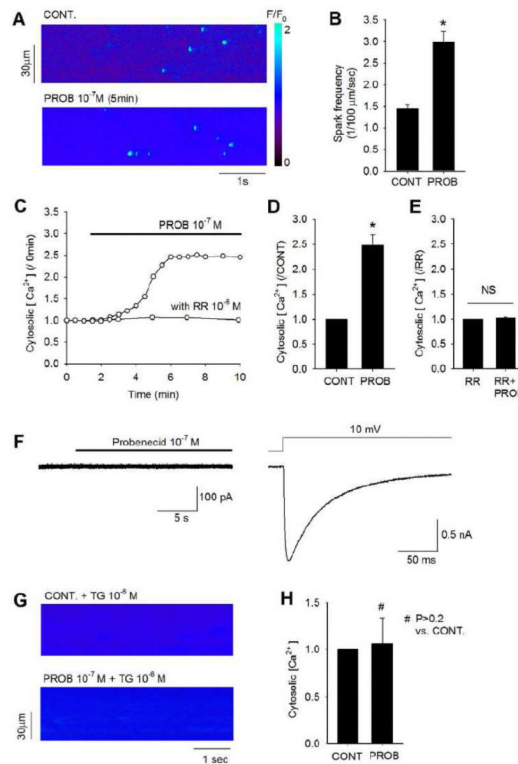 A
CONT.
F/F0
2
30μm
PROB 10-7M (5min)
0
1s
B
Spark frequency
(1/100 μm/sec)
3.5
3.0
2.5
2.0
1.5
1.0
0.5
0.0
*
CONT PROB
C
Cytosolic [ Ca2+] (/ 0min)
3.0
2.5
2.0
1.5
1.0
0.5
0.0
PROB 10-7 M
with RR 10-6 M
0 2 4 6 8 10
Time (min)
D
Cytosolic [ Ca2+] (/CONT)
3.0
2.5
2.0
1.5
1.0
0.5
0.0
*
CONT PROB
E
Cytosolic [ Ca2+] (/RR)
3.0
2.5
2.0
1.5
1.0
0.5
0.0
NS
RR RR+
PROB
F
Probenecid 10-7 M
100 pA
5 s
10 mV
0.5 nA
50 ms
G
CONT. + TG 10-6 M
PROB 10-7 M + TG 10-6 M
30μm
1 sec
H
Cytosolic [Ca2+]
1.5
1.0
0.5
0.0
#
# P>0.2
vs. CONT.
CONT PROB